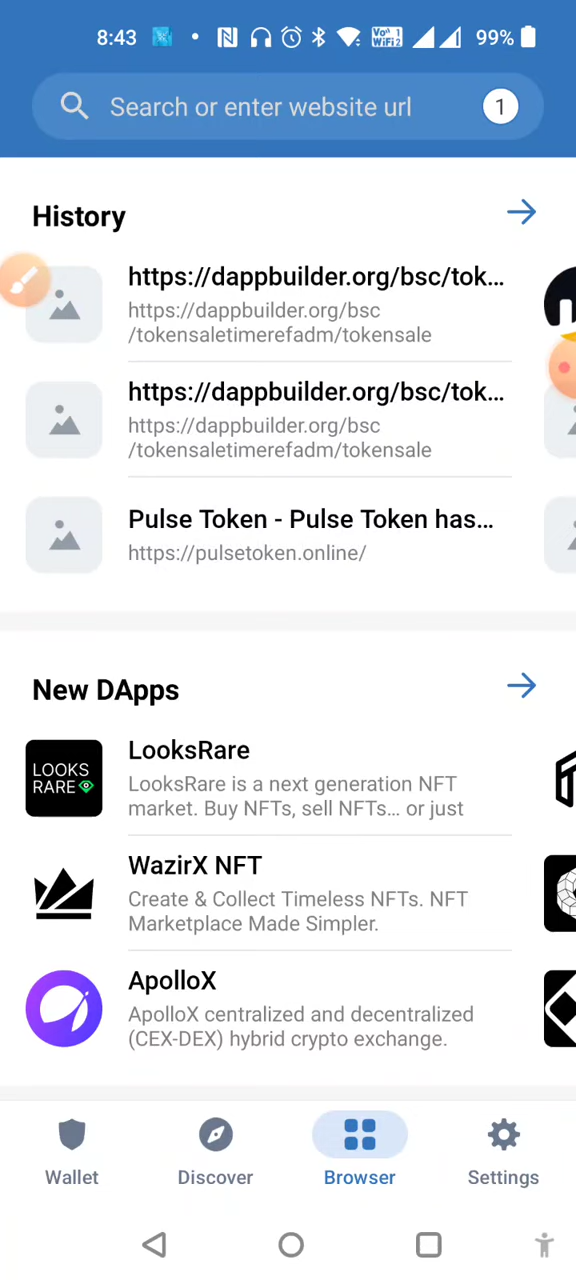 8:43
Vo 1
WiFi2
99%
Search or enter website url
1
History
https://dappbuilder.org/bsc/tok...
https://dappbuilder.org/bsc
/tokensaletimerefadm/tokensale
https://dappbuilder.org/bsc/tok...
https://dappbuilder.org/bsc
/tokensaletimerefadm/tokensale
Pulse Token - Pulse Token has...
https://pulsetoken.online/
New DApps
LOOKS
RARE
LooksRare
LooksRare is a next generation NFT
market. Buy NFTs, sell NFTs... or just
WazirX NFT
Create & Collect Timeless NFTs. NFT
Marketplace Made Simpler.
ApolloX
ApolloX centralized and decentralized
(CEX-DEX) hybrid crypto exchange.
Wallet
Discover
Browser
Settings